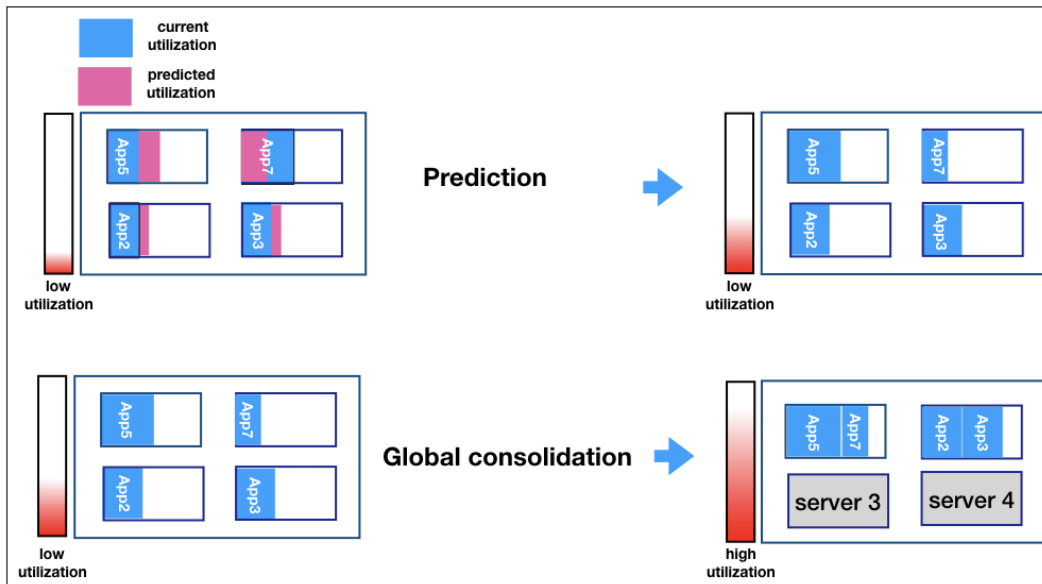 current
utilization
predicted
utilization
App5
App7
App2
App3
low
utilization
Prediction
App5
App7
App2
App3
low
utilization
App5
App7
App2
App3
low
utilization
Global consolidation
App5
App7
App2
App3
server 3
server 4
high
utilization